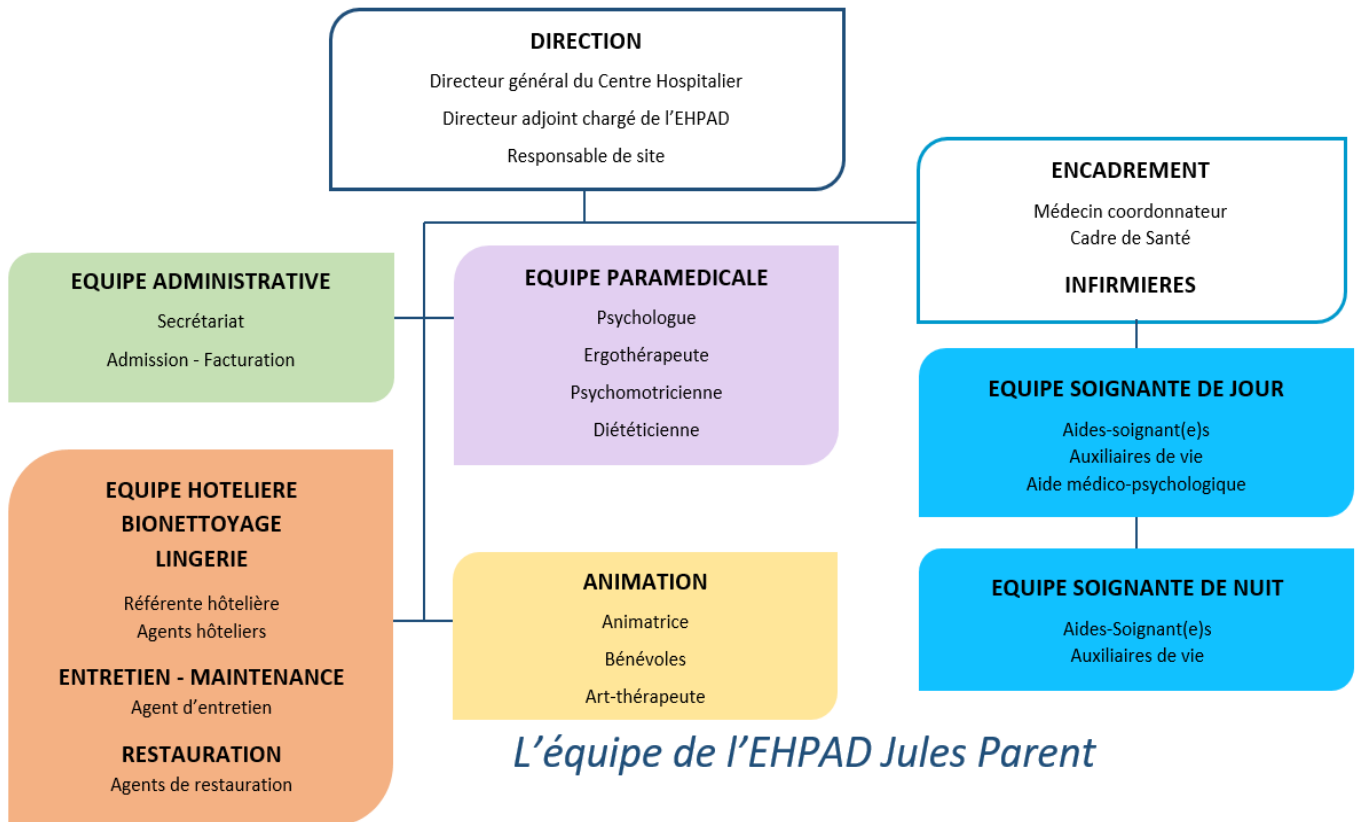 DIRECTION
Directeur général du Centre Hospitalier
Directeur adjoint chargé de l’EHPAD
Responsable de site
ENCADREMENT
Médecin coordonnateur
Cadre de Santé
INFIRMIERES
EQUIPE ADMINISTRATIVE
Secrétariat
Admission - Facturation
EQUIPE PARAMEDICALE
Psychologue
Ergothérapeute
Psychomotricienne
Diététicienne
EQUIPE SOIGNANTE DE JOUR
Aides-soignant(e)s
Auxiliaires de vie
Aide médico-psychologique
EQUIPE HOTELIERE
BIONETTOYAGE
LINGERIE
Référente hôtelière
Agents hôteliers
ENTRETIEN - MAINTENANCE
Agent d’entretien
RESTAURATION
Agents de restauration
ANIMATION
Animatrice
Bénévoles
Art-thérapeute
EQUIPE SOIGNANTE DE NUIT
Aides-Soignant(e)s
Auxiliaires de vie
L’équipe de l’EHPAD Jules Parent